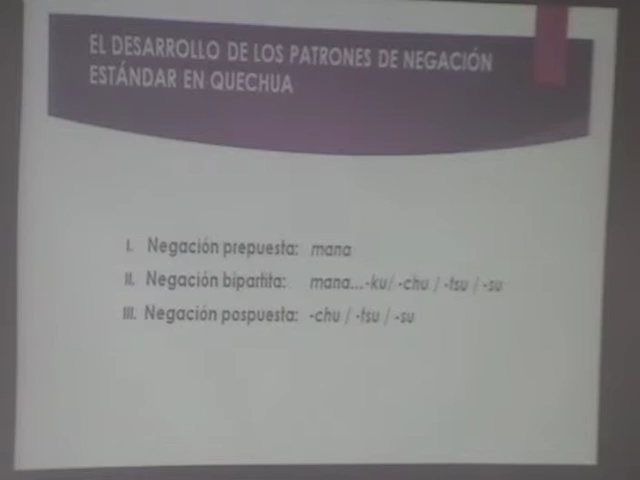 EL DESARROLLO DE LOS PATRONES DE NEGACIÓN
ESTÁNDAR EN QUECHUA
I. Negación prepuesta: mana
II. Negación bipartita: mana...-ku/ -chu / -tsu / -su
III. Negación pospuesta: -chu / -tsu / -su